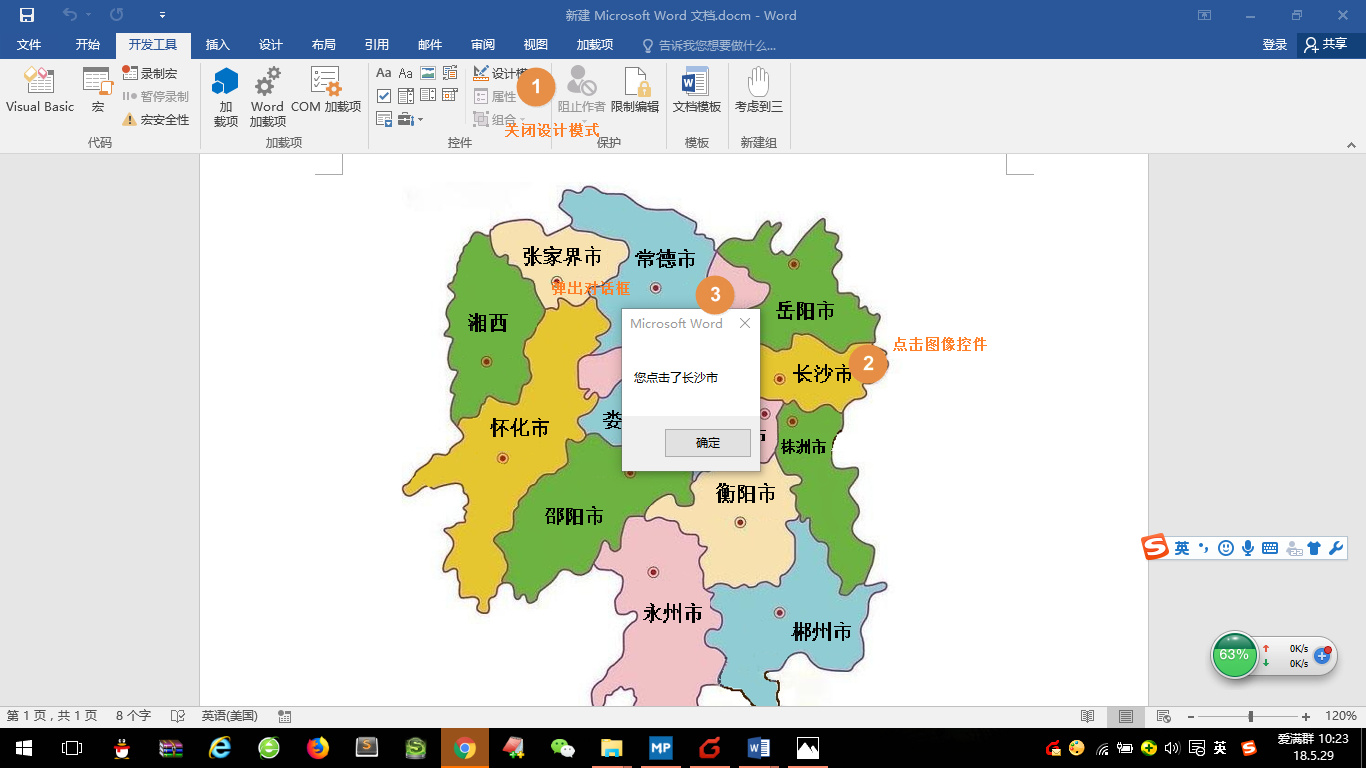 新建 Microsoft Word 文档.docm - Word
文件 开始 开发工具 插入 设计 布局 引用 邮件 审阅 视图 加载项 告诉我您想要做什么... 登录 共享
Visual Basic
宏
录制宏
暂停录制
宏安全性
代码
加
载项
Word
加载项
COM 加载项
加载项
Aa Aa
设计模
属性
组合
控件
1
关闭设计模式
阻止作者
限制编辑
保护
文档模板
模板
考虑到三
新建组
张家界市
常德市
弹出对话框
3
湘西
岳阳市
Microsoft Word
您点击了长沙市
确定
点击图像控件
2
长沙市
怀化市
娄
市
株洲市
衡阳市
邵阳市
永州市
郴州市
英
63%
0K/s
0K/s
第 1 页，共 1 页 8 个字 英语(美国) 120%
MP
英
爱满群 10:23
18.5.29